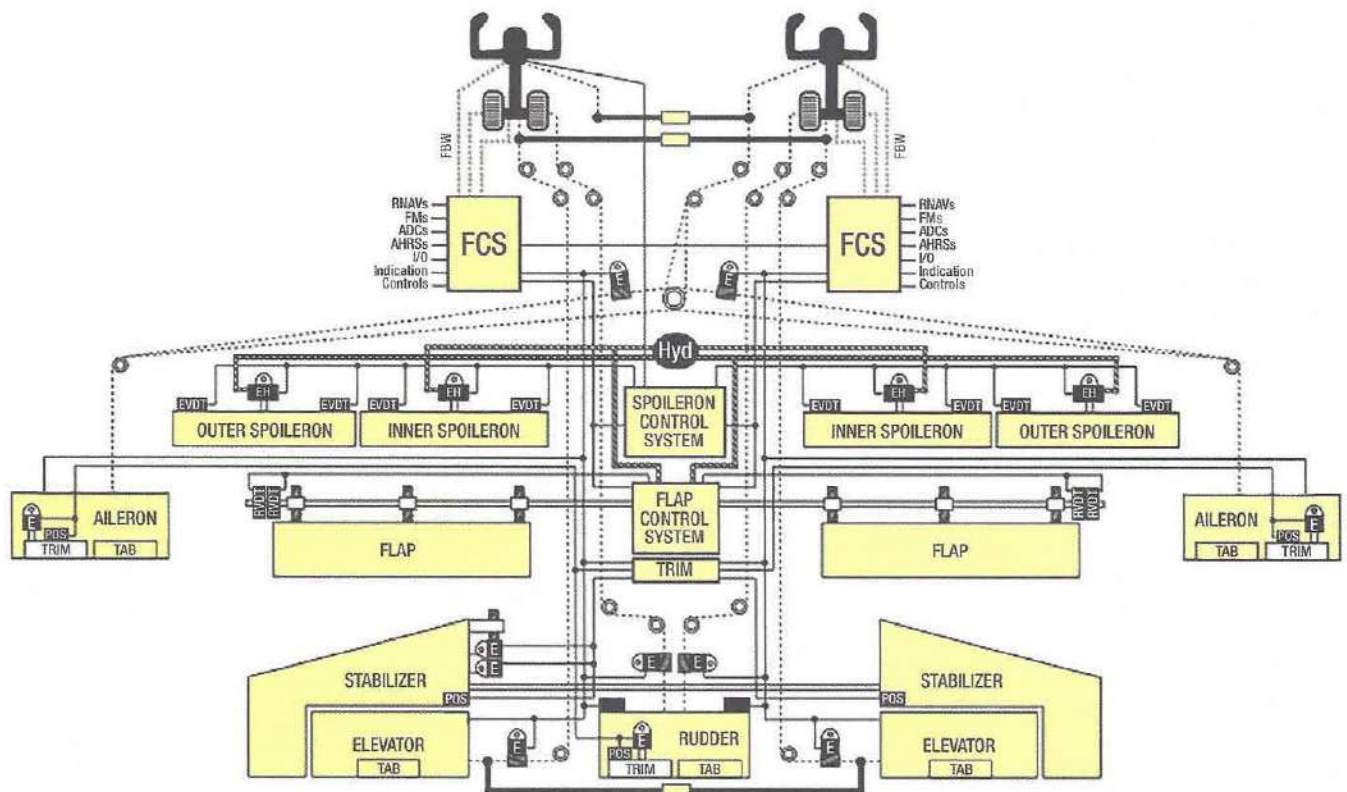 FBW
FBW
RNAVs
FMs
ADCs
AHRSs
I/O
Indication
Controls
FCS
FCS
RNAVs
FMs
ADCs
AHRSs
I/O
Indication
Controls
E
E
Hyd
EH
EH
EH
EH
EVDT
EVDT
EVDT
EVDT
EVDT
EVDT
EVDT
EVDT
OUTER SPOILERON
INNER SPOILERON
SPOILERON
CONTROL
SYSTEM
INNER SPOILERON
OUTER SPOILERON
RVDT
RVDT
RVDT
RVDT
AILERON
E
POS
TRIM
TAB
FLAP
FLAP
CONTROL
SYSTEM
FLAP
AILERON
E
POS
TAB
TRIM
TRIM
E
E
E
E
STABILIZER
POS
STABILIZER
POS
ELEVATOR
TAB
E
RUDDER
E
POS
TRIM
TAB
E
ELEVATOR
TAB